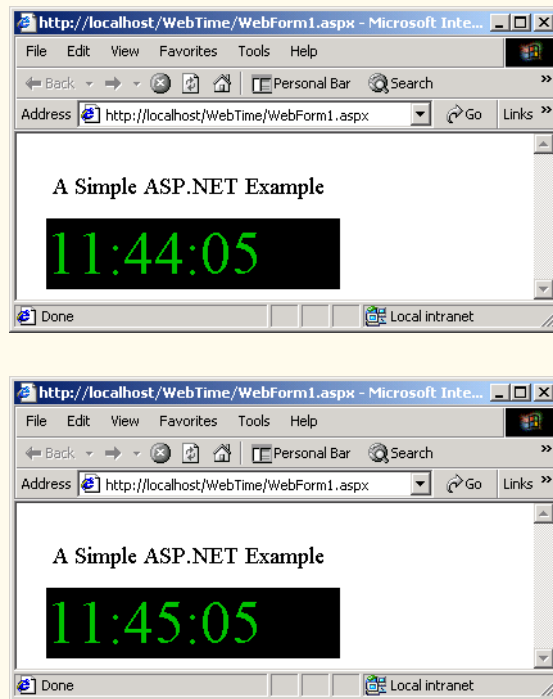 http://localhost/WebTime/WebForm1.aspx - Microsoft Inte...
File Edit View Favorites Tools Help
Back Personal Bar Search »
Address http://localhost/WebTime/WebForm1.aspx Go Links »
A Simple ASP.NET Example
11:44:05
Done Local intranet
http://localhost/WebTime/WebForm1.aspx - Microsoft Inte...
File Edit View Favorites Tools Help
Back Personal Bar Search »
Address http://localhost/WebTime/WebForm1.aspx Go Links »
A Simple ASP.NET Example
11:45:05
Done Local intranet